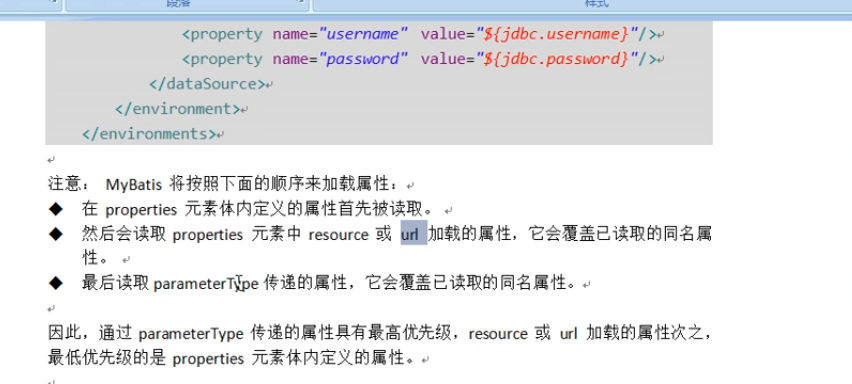 段落
样式
<property name="username" value="${jdbc.username}"/>
<property name="password" value="${jdbc.password}"/>
</dataSource>
</environment>
</environments>
注意： MyBatis 将按照下面的顺序来加载属性：
◆ 在 properties 元素体内定义的属性首先被读取。
◆ 然后会读取 properties 元素中 resource 或 url 加载的属性，它会覆盖已读取的同名属
性。
◆ 最后读取 parameterType 传递的属性，它会覆盖已读取的同名属性。
因此，通过 parameterType 传递的属性具有最高优先级，resource 或 url 加载的属性次之，
最低优先级的是 properties 元素体内定义的属性。